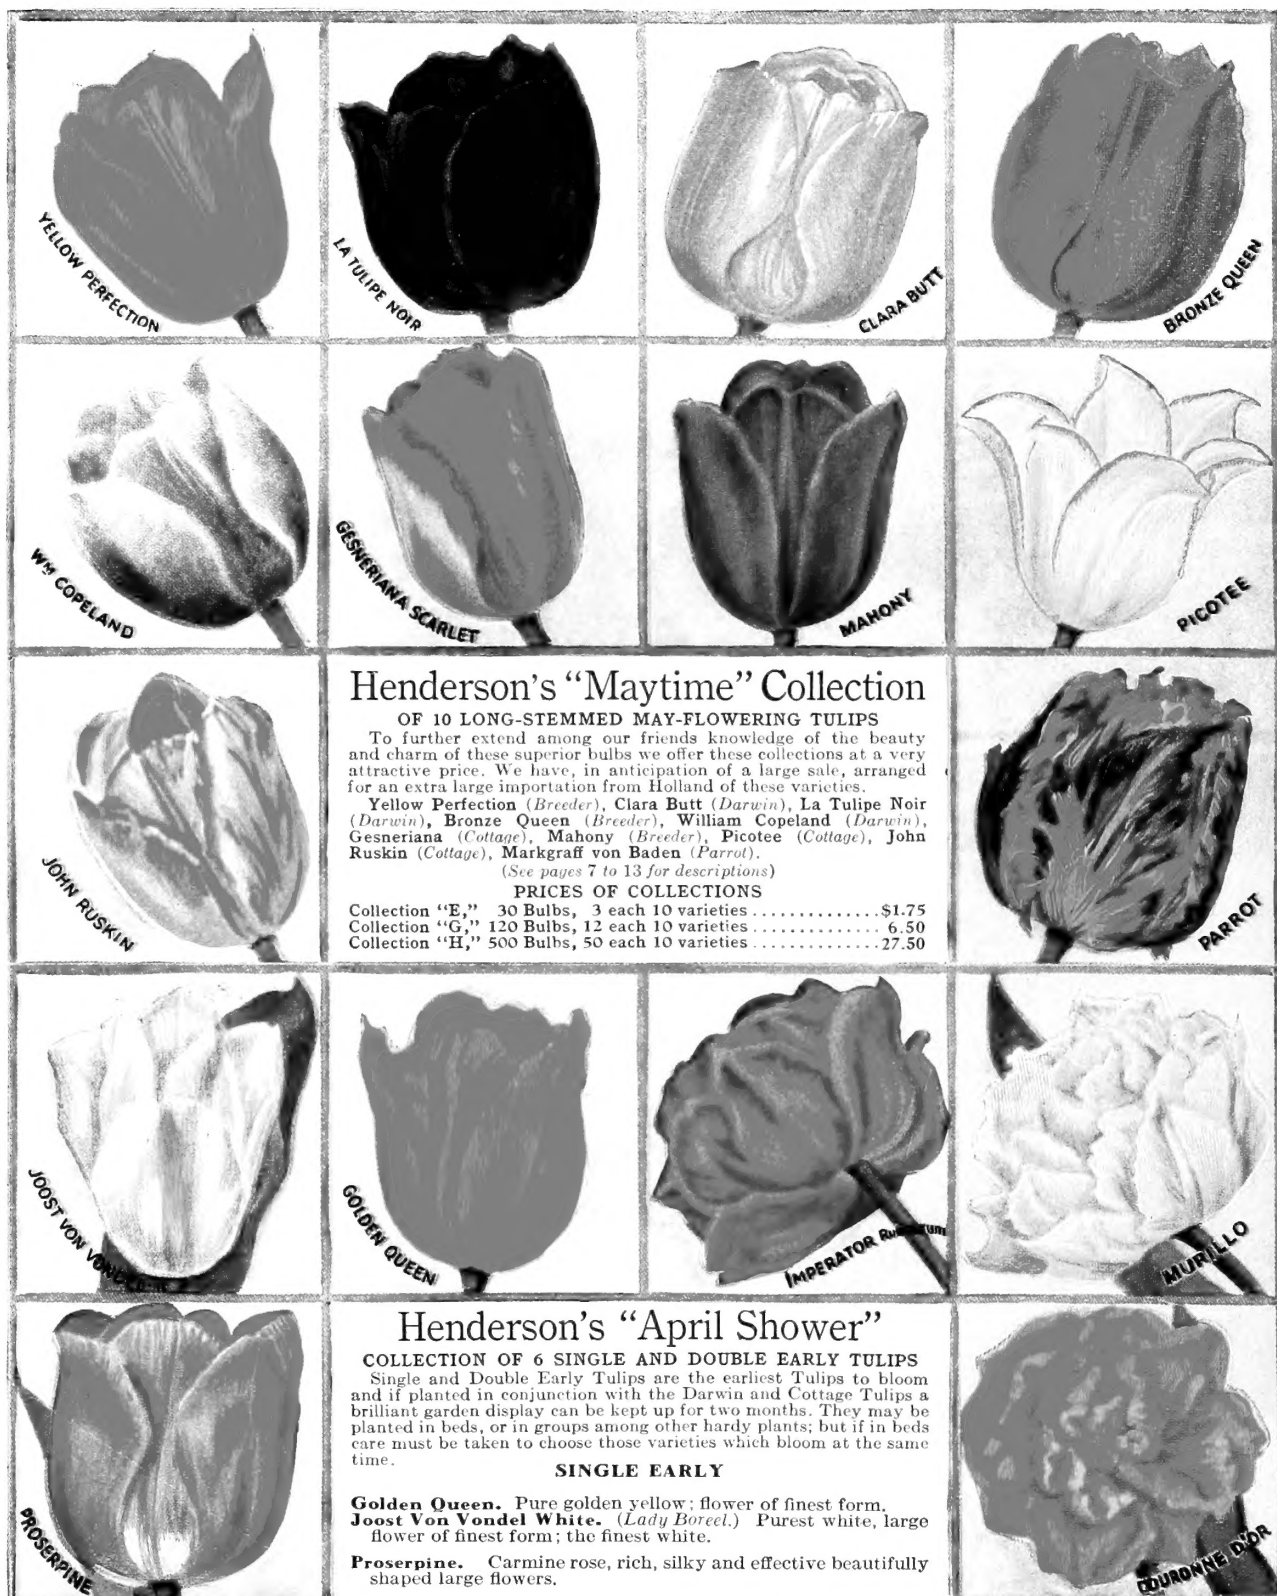 YELLOW PERFECTION
LA TULIPE NOIR
CLARA BUTT
BRONZE QUEEN
WM COPELAND
GESNERIANA SCARLET
MAHONY
PICOTEE
JOHN RUSKIN
Henderson's "Maytime" Collection
OF 10 LONG-STEMMED MAY-FLOWERING TULIPS
To further extend among our friends knowledge of the beauty
and charm of these superior bulbs we offer these collections at a very
attractive price. We have, in anticipation of a large sale, arranged
for an extra large importation from Holland of these varieties.
Yellow Perfection (Breeder), Clara Butt (Darwin), La Tulipe Noir
(Darwin), Bronze Queen (Breeder), William Copeland (Darwin),
Gesneriana (Cottage), Mahony (Breeder), Picotee (Cottage), John
Ruskin (Cottage), Markgraff von Baden (Parrot).
(See pages 7 to 13 for descriptions)
PRICES OF COLLECTIONS
Collection "E," 30 Bulbs, 3 each 10 varieties..............$1.75
Collection "G," 120 Bulbs, 12 each 10 varieties............. 6.50
Collection "H," 500 Bulbs, 50 each 10 varieties.............27.50
PARROT
JOOST VON
GOLDEN QUEEN
IMPERATOR
MURILLO
PROSERPINE
Henderson's "April Shower"
COLLECTION OF 6 SINGLE AND DOUBLE EARLY TULIPS
Single and Double Early Tulips are the earliest Tulips to bloom
and if planted in conjunction with the Darwin and Cottage Tulips a
brilliant garden display can be kept up for two months. They may be
planted in beds, or in groups among other hardy plants; but if in beds
care must be taken to choose those varieties which bloom at the same
time.
SINGLE EARLY
Golden Queen. Pure golden yellow; flower of finest form.
Joost Von Vondel White. (Lady Boreel.) Purest white, large
flower of finest form; the finest white.
Proserpine. Carmine rose, rich, silky and effective beautifully
shaped large flowers.
COURONNE D'OR